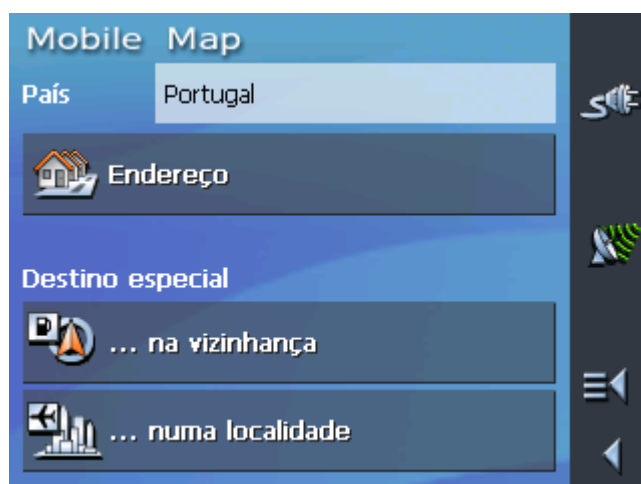 Mobile Map
País Portugal
Endereço
Destino especial
... na vizinhança
... numa localidade